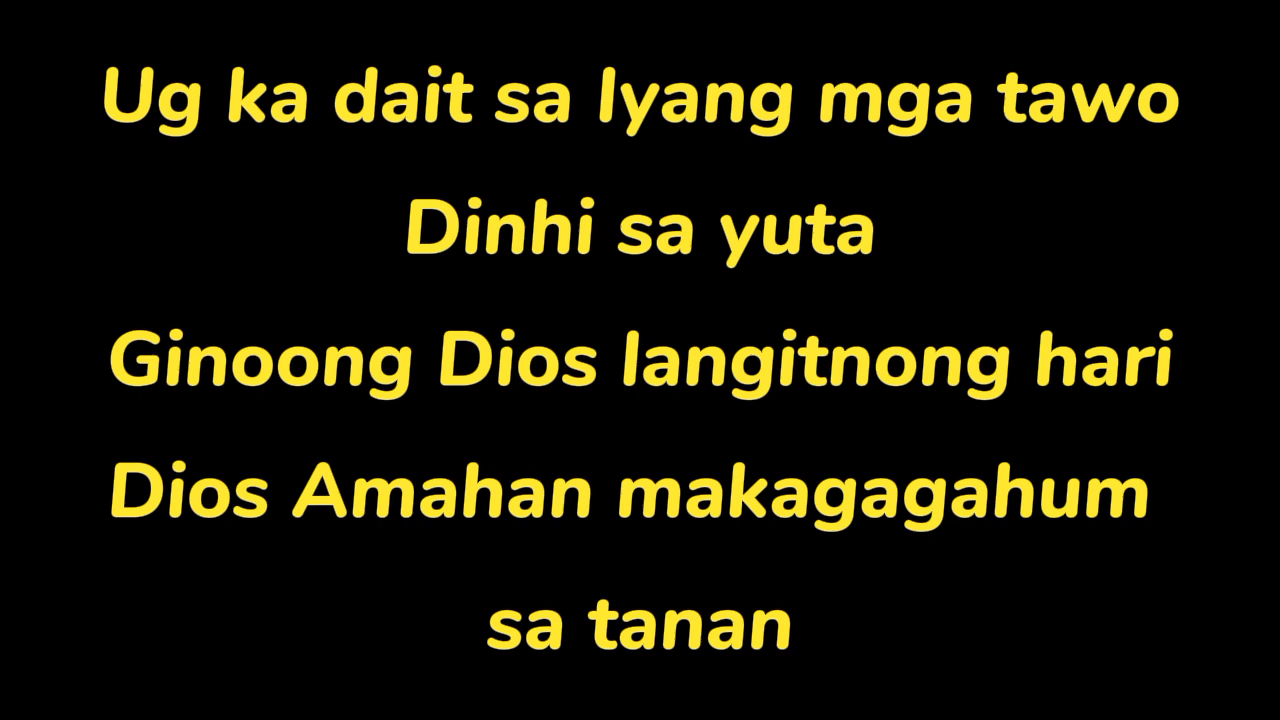 Ug ka dait sa Iyang mga tawo
Dinhi sa yuta
Ginoong Dios langitnong hari
Dios Amahan makagagahum
sa tanan